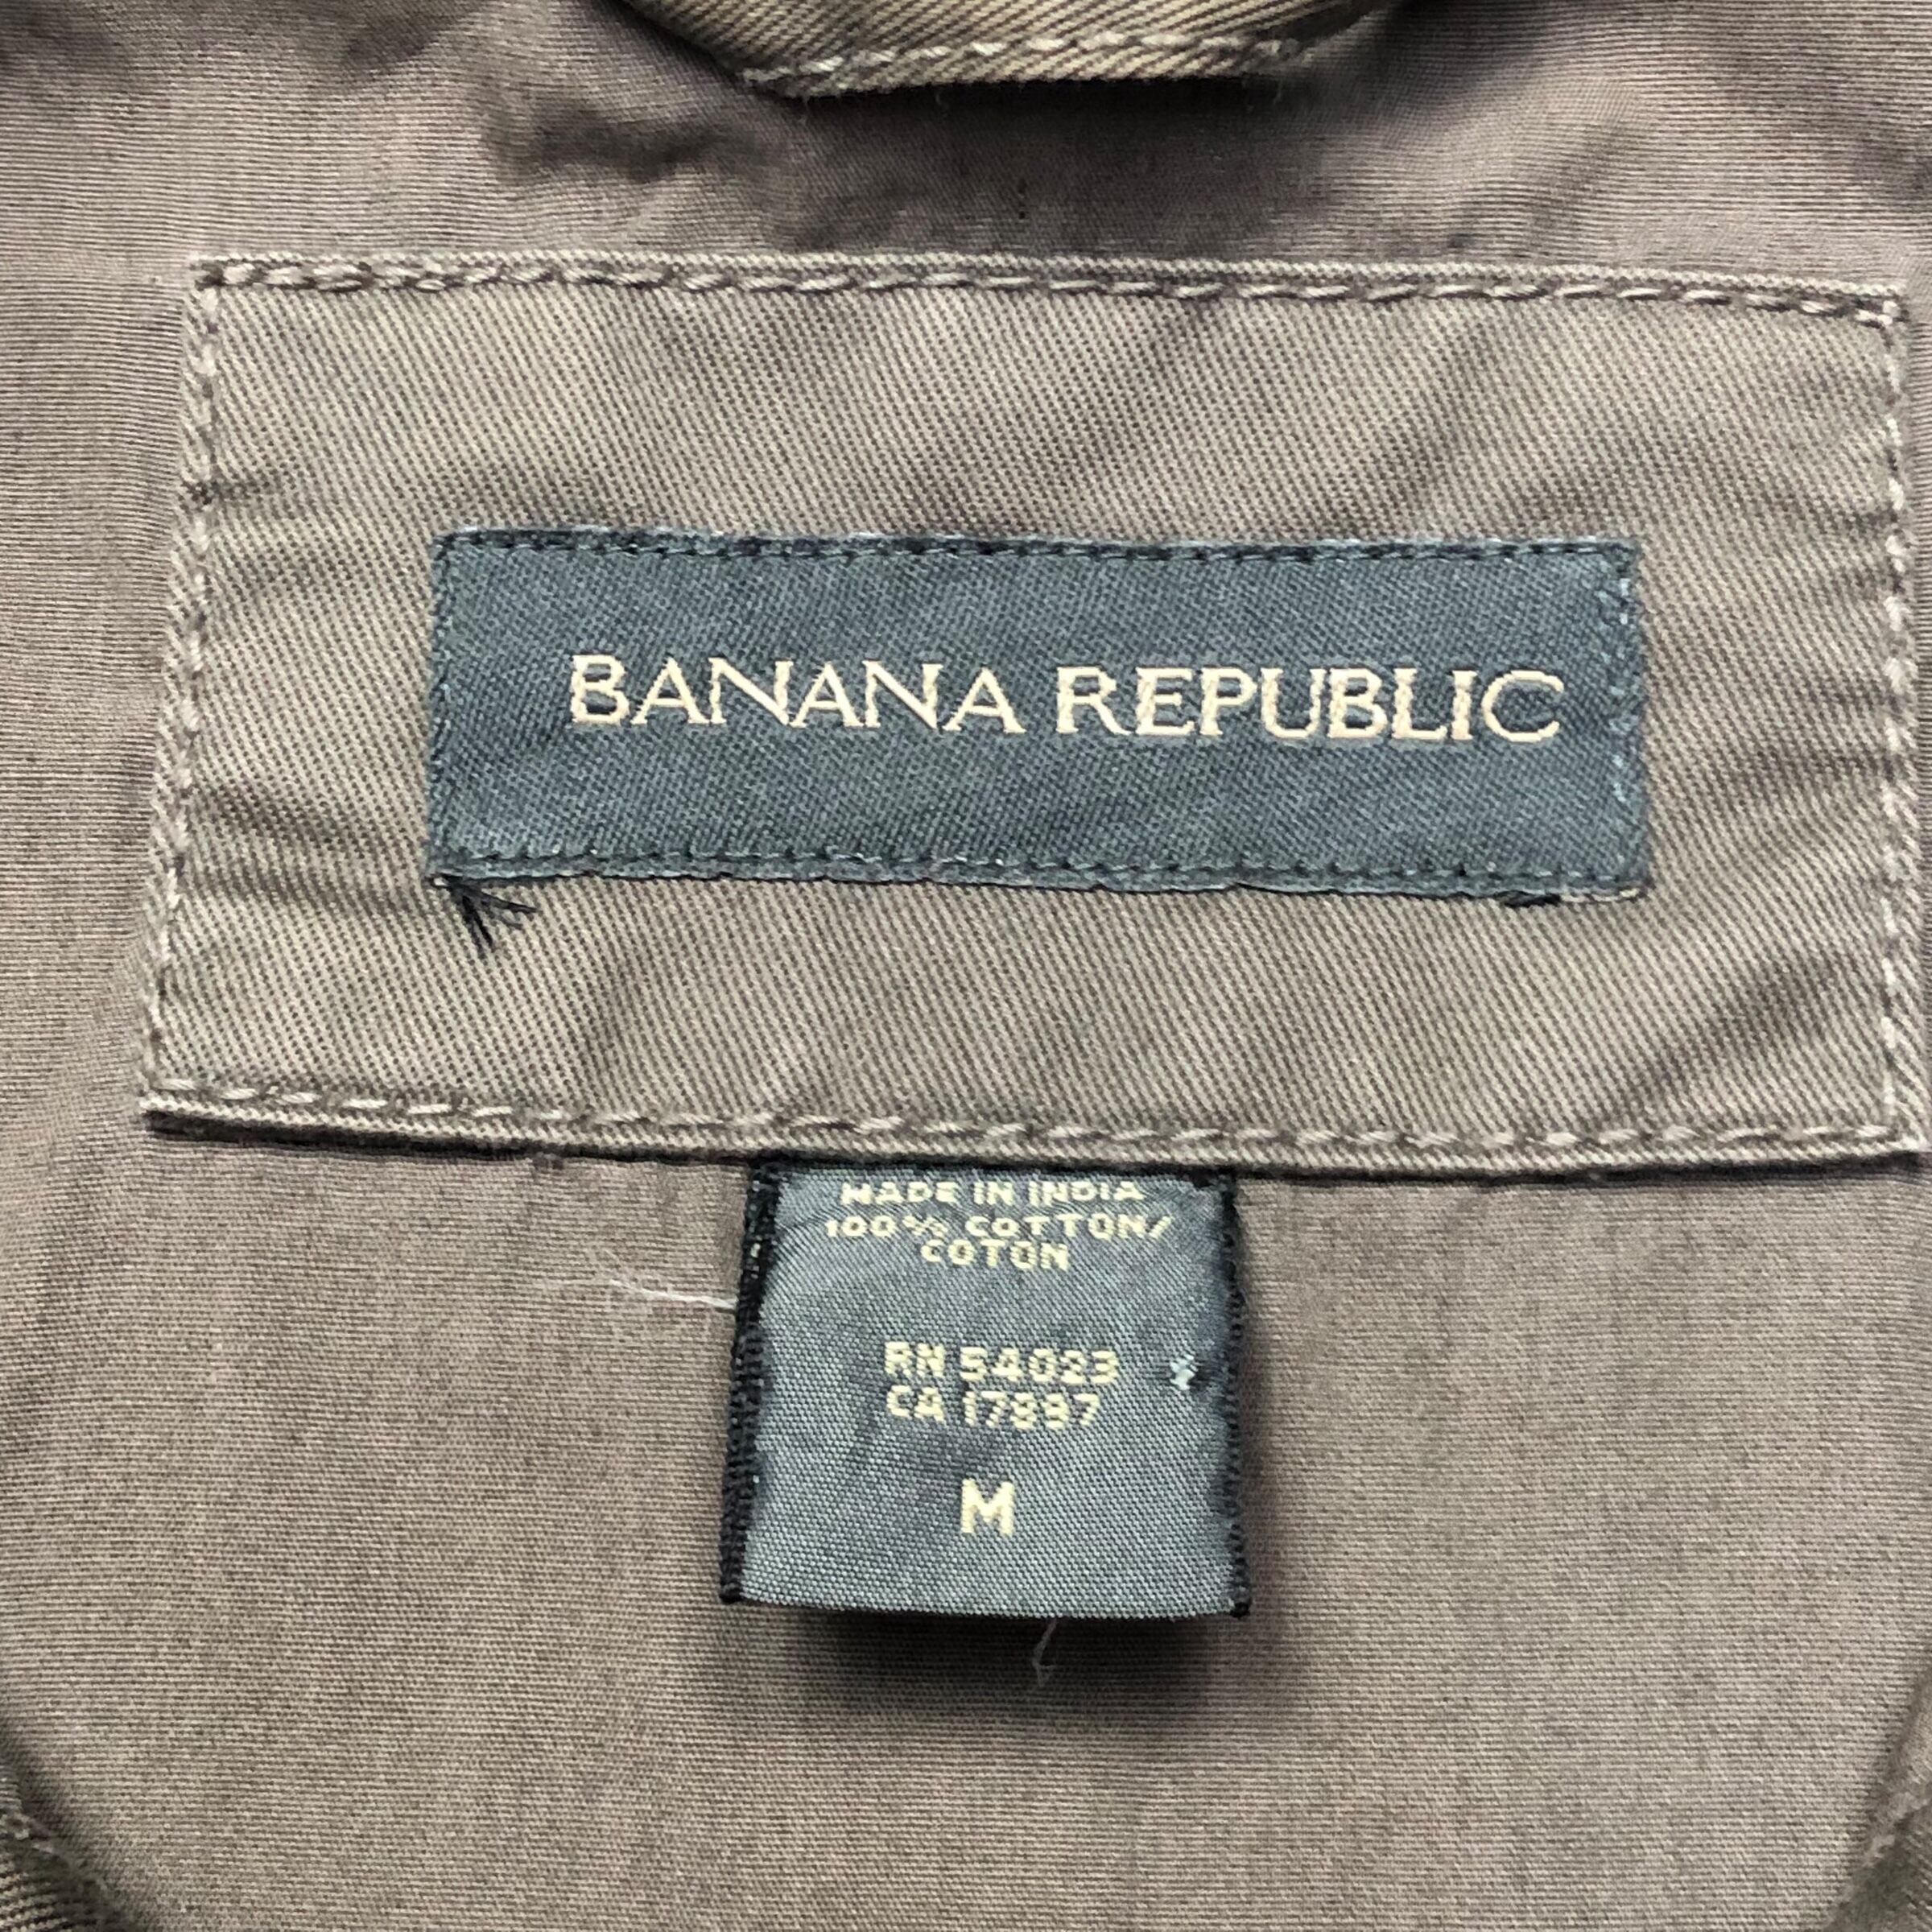 BANANA REPUBLIC
MADE IN INDIA
100% COTTON/
COTON
RN 54023
CA 17897
M